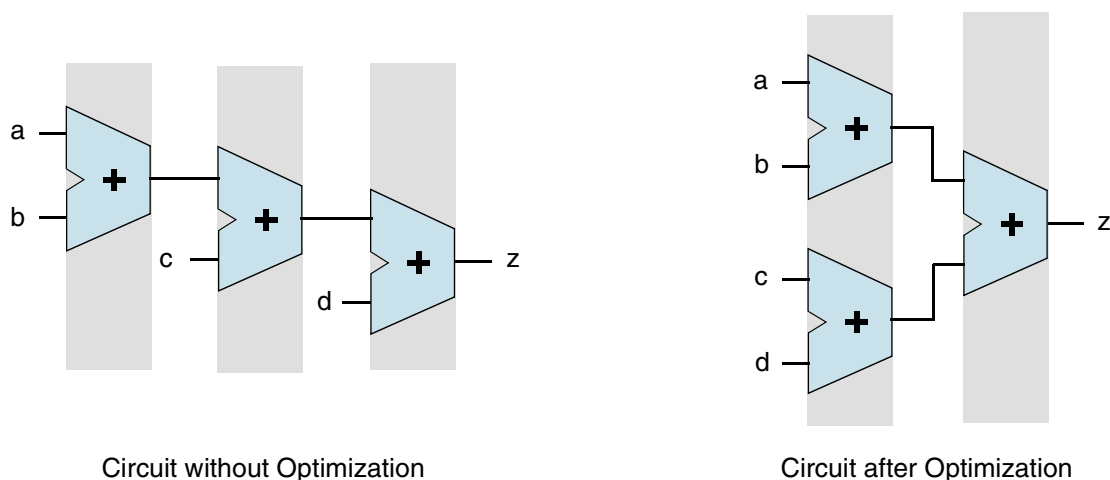 a
+
b
+
c
+
d
z
Circuit without Optimization
a
+
b
c
+
d
+
z
Circuit after Optimization